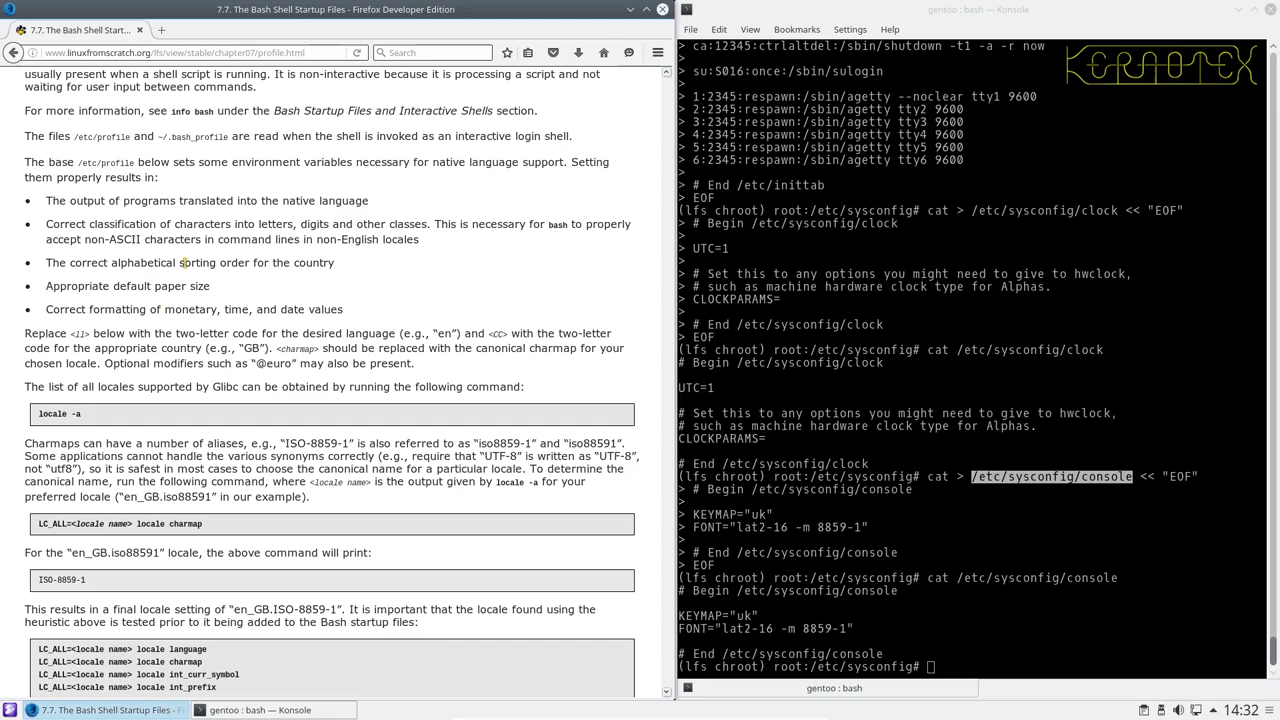 7.7. The Bash Shell Startup Files - Firefox Developer Edition
7.7. The Bash Shell Start...
www.linuxfromscratch.org/lfs/view/stable/chapter07/profile.html
Search
usually present when a shell script is running. It is non-interactive because it is processing a script and not
waiting for user input between commands.
For more information, see info bash under the Bash Startup Files and Interactive Shells section.
The files /etc/profile and ~/.bash_profile are read when the shell is invoked as an interactive login shell.
The base /etc/profile below sets some environment variables necessary for native language support. Setting
them properly results in:
• The output of programs translated into the native language
• Correct classification of characters into letters, digits and other classes. This is necessary for bash to properly
accept non-ASCII characters in command lines in non-English locales
• The correct alphabetical sorting order for the country
• Appropriate default paper size
• Correct formatting of monetary, time, and date values
Replace <ll> below with the two-letter code for the desired language (e.g., “en”) and <CC> with the two-letter
code for the appropriate country (e.g., “GB”). <charmap> should be replaced with the canonical charmap for your
chosen locale. Optional modifiers such as “@euro” may also be present.
The list of all locales supported by Glibc can be obtained by running the following command:
locale -a
Charmaps can have a number of aliases, e.g., “ISO-8859-1” is also referred to as “iso8859-1” and “iso88591”.
Some applications cannot handle the various synonyms correctly (e.g., require that “UTF-8” is written as “UTF-8”,
not “utf8”), so it is safest in most cases to choose the canonical name for a particular locale. To determine the
canonical name, run the following command, where <locale name> is the output given by locale -a for your
preferred locale (“en_GB.iso88591” in our example).
LC_ALL=<locale name> locale charmap
For the “en_GB.iso88591” locale, the above command will print:
ISO-8859-1
This results in a final locale setting of “en_GB.ISO-8859-1”. It is important that the locale found using the
heuristic above is tested prior to it being added to the Bash startup files:
LC_ALL=<locale name> locale language
LC_ALL=<locale name> locale charmap
LC_ALL=<locale name> locale int_curr_symbol
LC_ALL=<locale name> locale int_prefix
gentoo : bash — Konsole
File Edit View Bookmarks Settings Help
KERAOTEX
> ca:12345:ctrlaltdel:/sbin/shutdown -t1 -a -r now
>
> su:S016:once:/sbin/sulogin
>
> 1:2345:respawn:/sbin/agetty --noclear tty1 9600
> 2:2345:respawn:/sbin/agetty tty2 9600
> 3:2345:respawn:/sbin/agetty tty3 9600
> 4:2345:respawn:/sbin/agetty tty4 9600
> 5:2345:respawn:/sbin/agetty tty5 9600
> 6:2345:respawn:/sbin/agetty tty6 9600
>
> # End /etc/inittab
> EOF
(lfs chroot) root:/etc/sysconfig# cat > /etc/sysconfig/clock << "EOF"
> # Begin /etc/sysconfig/clock
>
> UTC=1
>
> # Set this to any options you might need to give to hwclock,
> # such as machine hardware clock type for Alphas.
> CLOCKPARAMS=
>
> # End /etc/sysconfig/clock
> EOF
(lfs chroot) root:/etc/sysconfig# cat /etc/sysconfig/clock
# Begin /etc/sysconfig/clock
UTC=1
# Set this to any options you might need to give to hwclock,
# such as machine hardware clock type for Alphas.
CLOCKPARAMS=
# End /etc/sysconfig/clock
(lfs chroot) root:/etc/sysconfig# cat > /etc/sysconfig/console << "EOF"
> # Begin /etc/sysconfig/console
>
> KEYMAP="uk"
> FONT="lat2-16 -m 8859-1"
>
> # End /etc/sysconfig/console
> EOF
(lfs chroot) root:/etc/sysconfig# cat /etc/sysconfig/console
# Begin /etc/sysconfig/console
KEYMAP="uk"
FONT="lat2-16 -m 8859-1"
# End /etc/sysconfig/console
(lfs chroot) root:/etc/sysconfig#
gentoo : bash
7.7. The Bash Shell Startup Files - Fi
gentoo : bash — Konsole
14:32